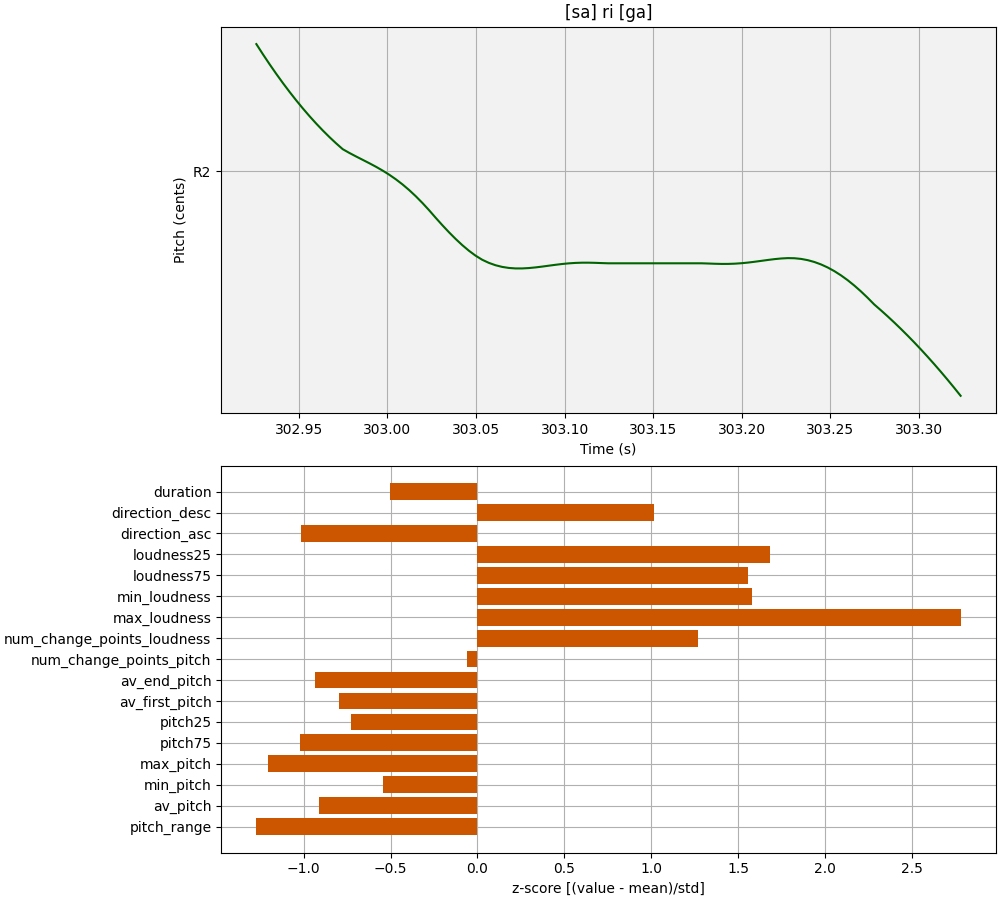 [sa] ri [ga]
R2
Pitch (cents)
302.95 303.00 303.05 303.10 303.15 303.20 303.25 303.30
Time (s)
duration
direction_desc
direction_asc
loudness25
loudness75
min_loudness
max_loudness
num_change_points_loudness
num_change_points_pitch
av_end_pitch
av_first_pitch
pitch25
pitch75
max_pitch
min_pitch
av_pitch
pitch_range
−1.0 −0.5 0.0 0.5 1.0 1.5 2.0 2.5
z-score [(value - mean)/std]